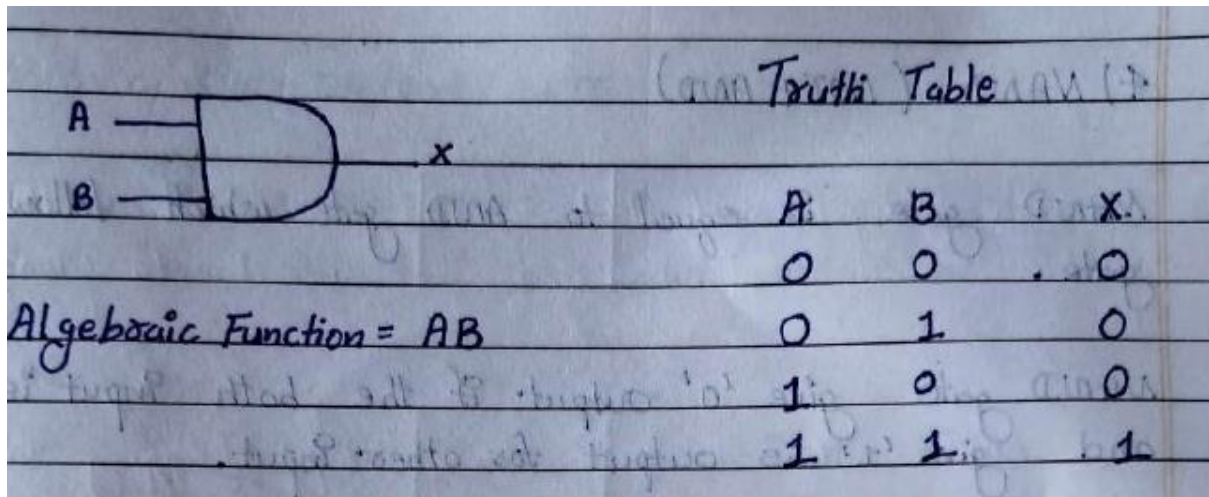 Truth Table
A
X
B
A B X
0 0 0
Algebraic Function = AB
0 1 0
1 0 0
1 1 1